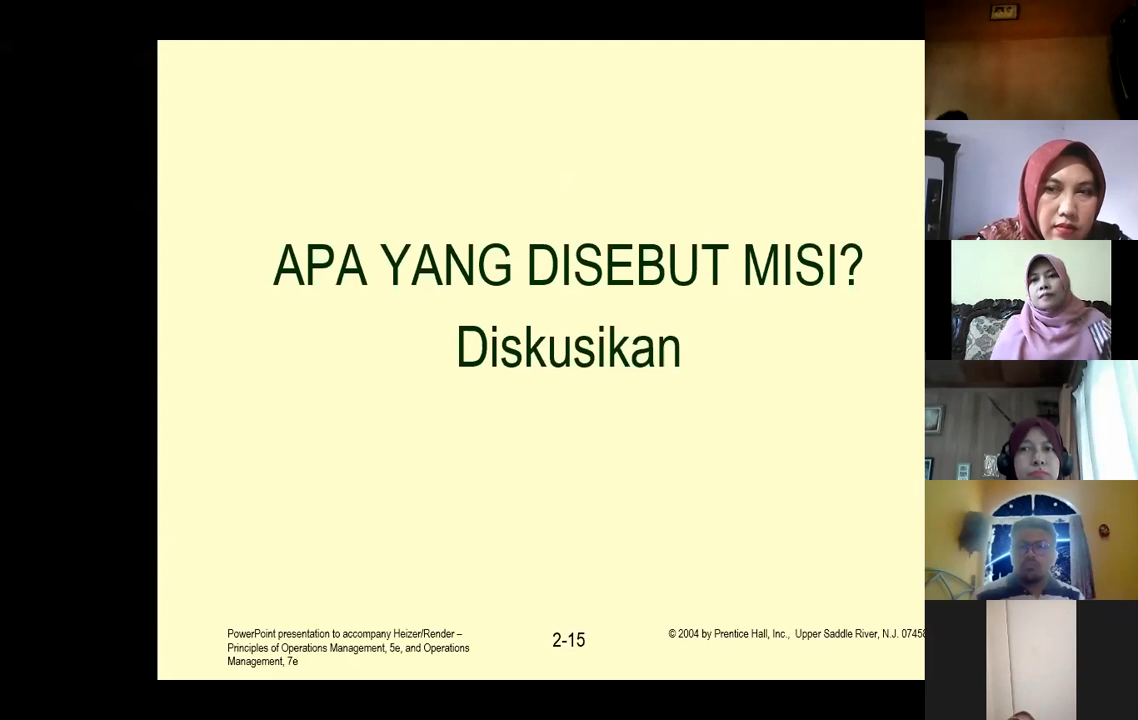 APA YANG DISEBUT MISI?
Diskusikan
PowerPoint presentation to accompany Heizer/Render –
Principles of Operations Management, 5e, and Operations
Management, 7e
2-15
© 2004 by Prentice Hall, Inc., Upper Saddle River, N.J. 07458